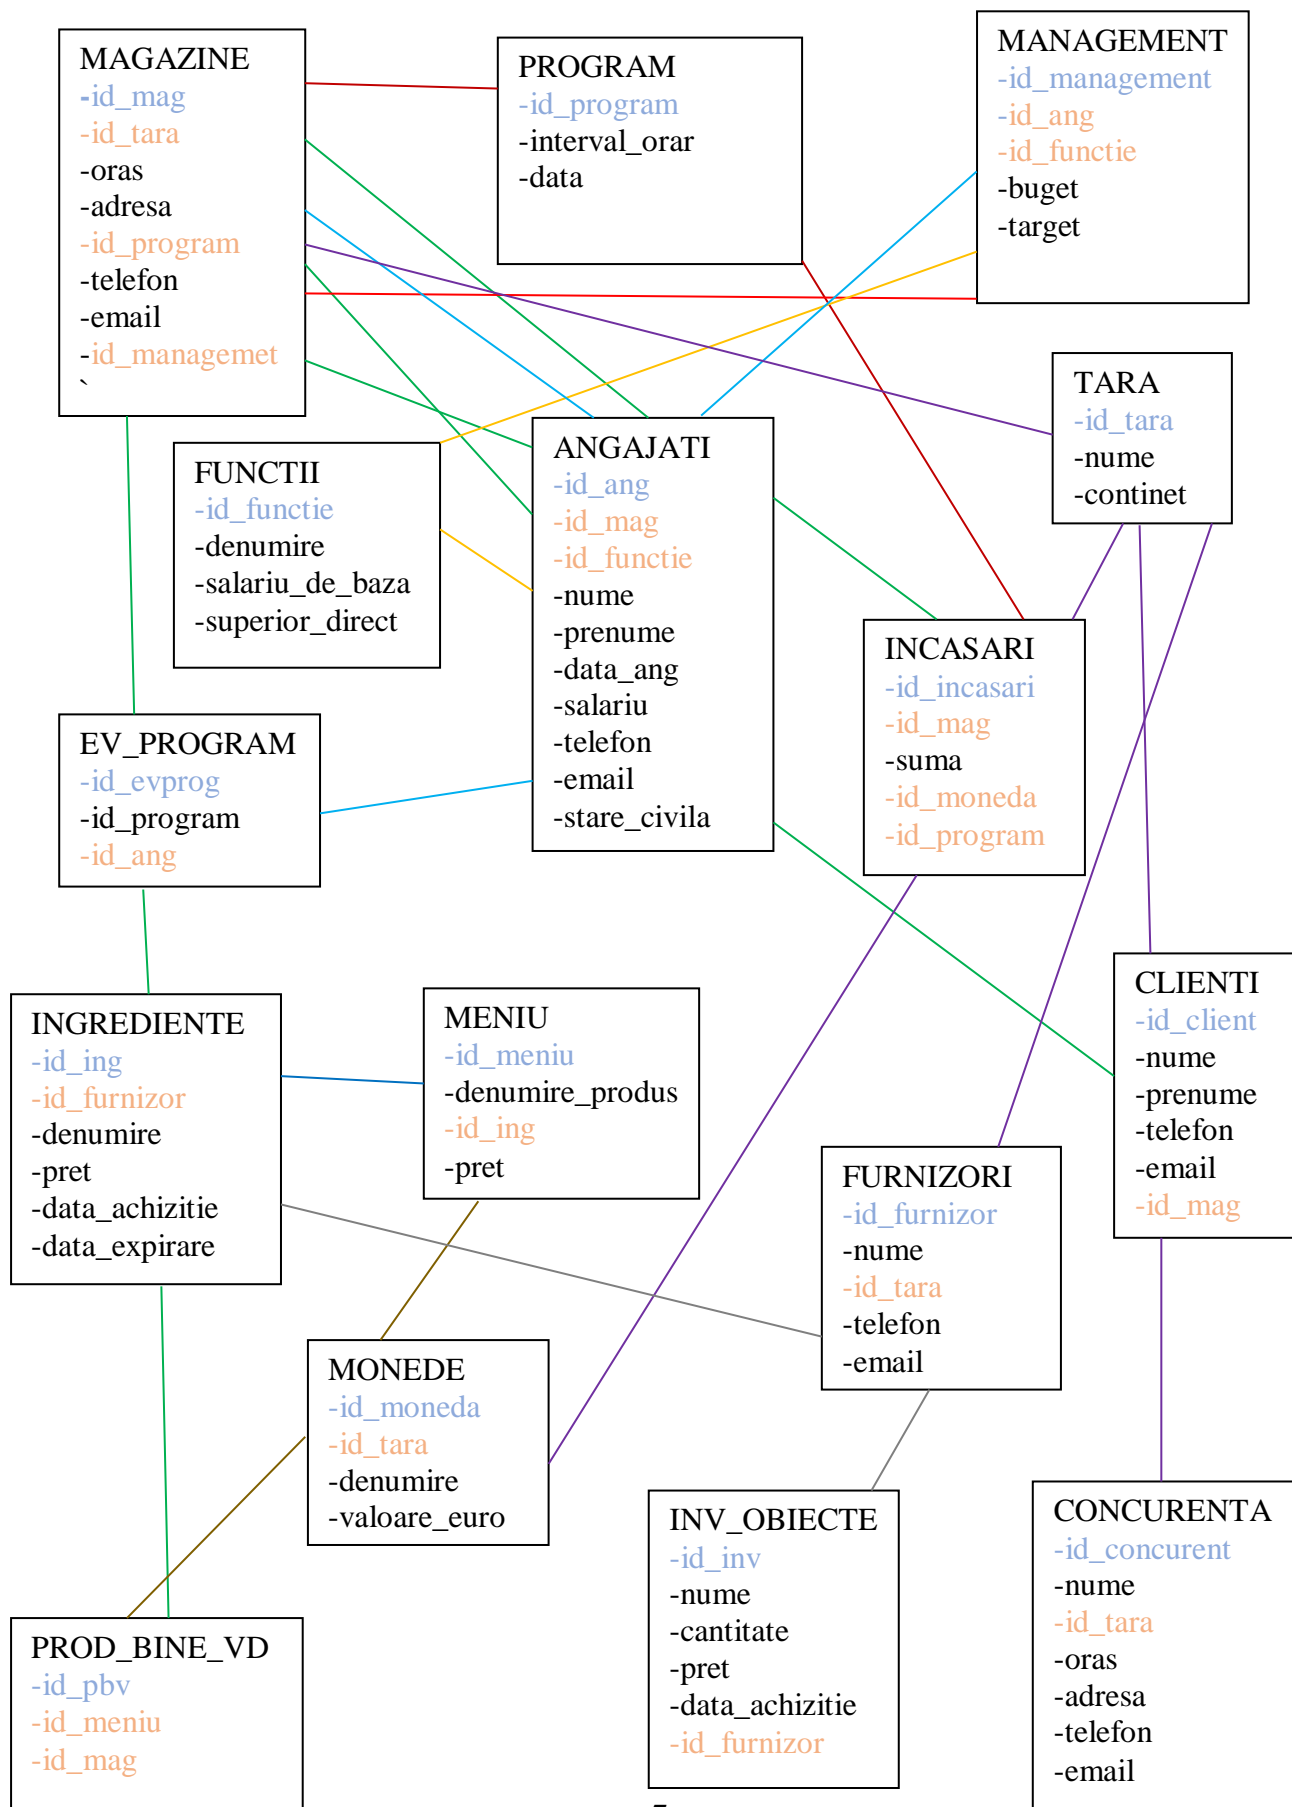 MAGAZINE
-id_mag
-id_tara
-oras
-adresa
-id_program
-telefon
-email
-id_managemet
`
PROGRAM
-id_program
-interval_orar
-data
MANAGEMENT
-id_management
-id_ang
-id_functie
-buget
-target
TARA
-id_tara
-nume
-continet
FUNCTII
-id_functie
-denumire
-salariu_de_baza
-superior_direct
ANGAJATI
-id_ang
-id_mag
-id_functie
-nume
-prenume
-data_ang
-salariu
-telefon
-email
-stare_civila
INCASARI
-id_incasari
-id_mag
-suma
-id_moneda
-id_program
EV_PROGRAM
-id_evprog
-id_program
-id_ang
CLIENTI
-id_client
-nume
-prenume
-telefon
-email
-id_mag
INGREDIENTE
-id_ing
-id_furnizor
-denumire
-pret
-data_achizitie
-data_expirare
MENIU
-id_meniu
-denumire_produs
-id_ing
-pret
FURNIZORI
-id_furnizor
-nume
-id_tara
-telefon
-email
MONEDE
-id_moneda
-id_tara
-denumire
-valoare_euro
INV_OBIECTE
-id_inv
-nume
-cantitate
-pret
-data_achizitie
-id_furnizor
CONCURENTA
-id_concurent
-nume
-id_tara
-oras
-adresa
-telefon
-email
PROD_BINE_VD
-id_pbv
-id_meniu
-id_mag